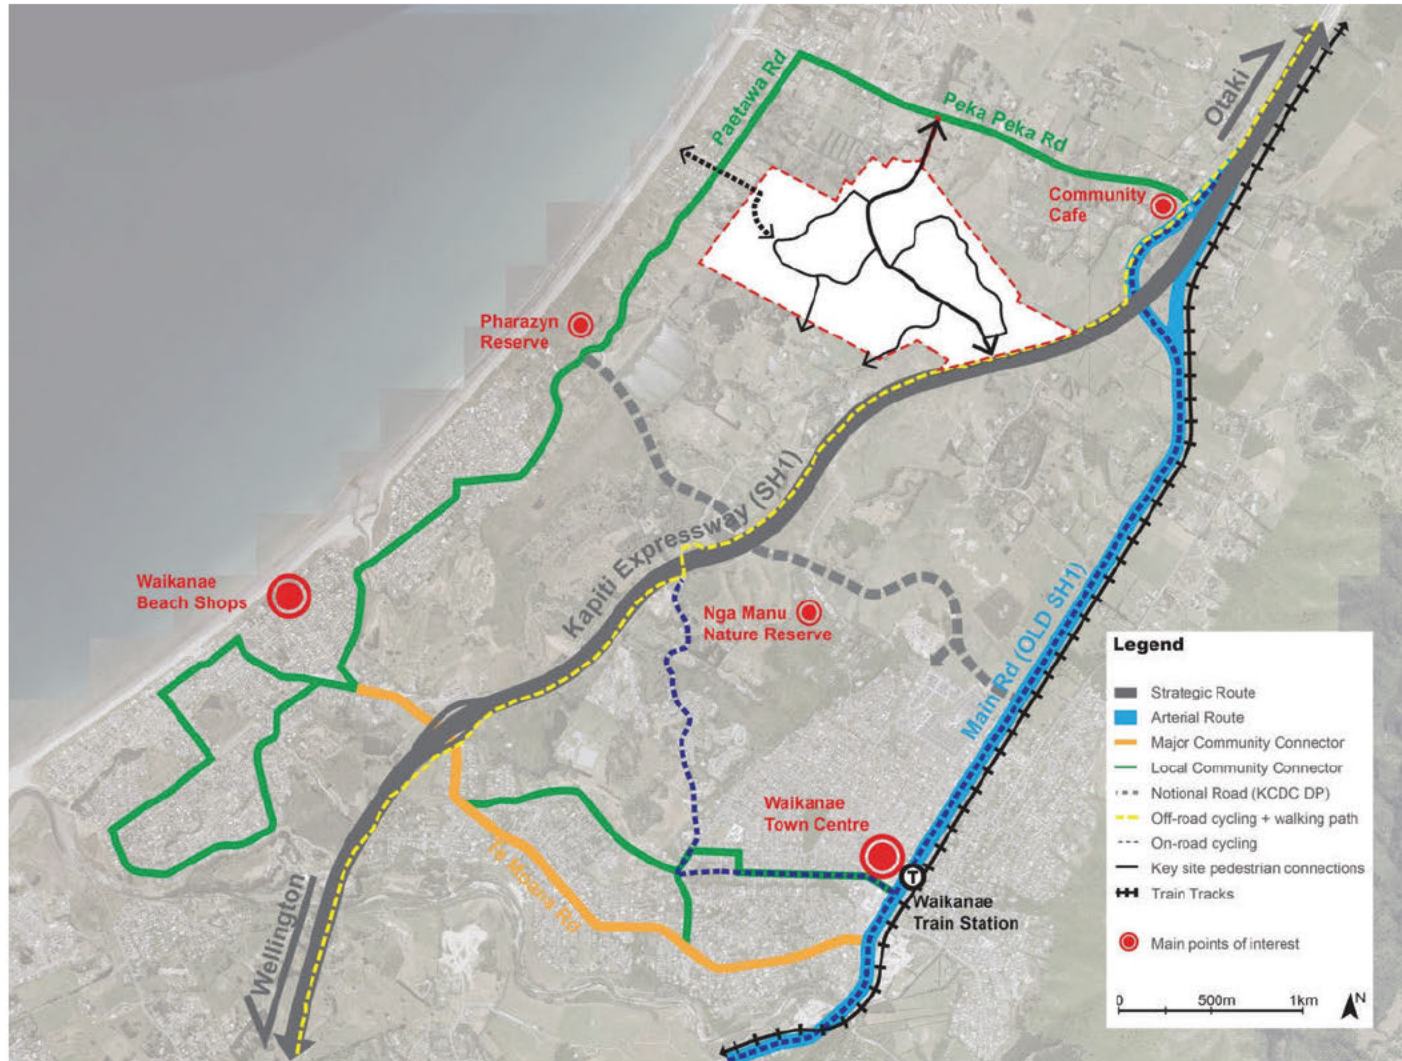 Paetawa Rd
Peka Peka Rd
Otaki
Community
Cafe
Pharazyn
Reserve
Kapiti Expressway (SH1)
Waikanae
Beach Shops
Nga Manu
Nature Reserve
Main Rd (OLD SH1)
Waikanae
Town Centre
T
Waikanae
Train Station
Te Moana Rd
Wellington
Legend
Strategic Route
Arterial Route
Major Community Connector
Local Community Connector
Notional Road (KCDC DP)
Off-road cycling + walking path
On-road cycling
Key site pedestrian connections
Train Tracks
Main points of interest
0 500m 1km
N